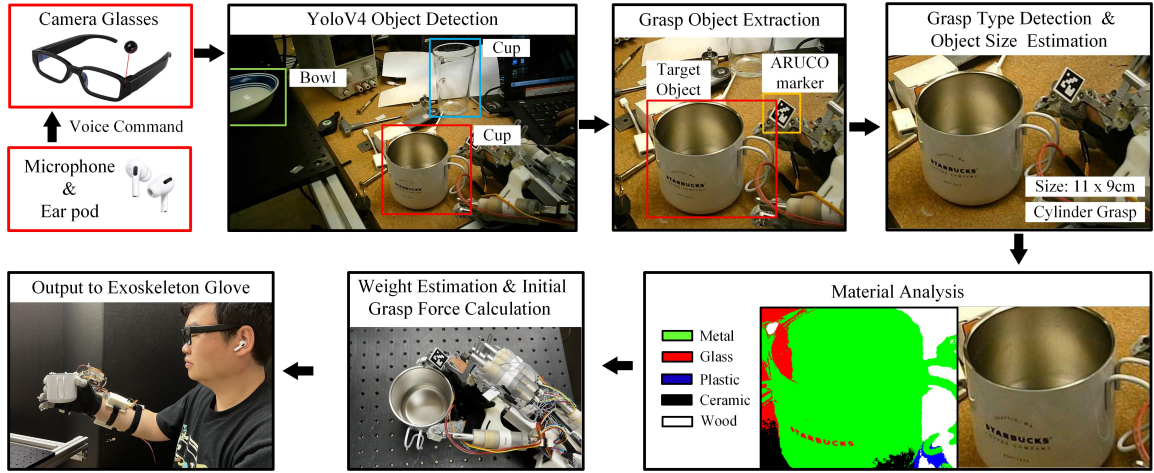 Camera Glasses
Voice Command
Microphone
&
Ear pod
YoloV4 Object Detection
Bowl
Cup
Cup
Grasp Object Extraction
Target
Object
ARUCO
marker
STARBUCKS
Grasp Type Detection &
Object Size Estimation
STARBUCKS
Size: 11 x 9cm
Cylinder Grasp
Material Analysis
Metal
Glass
Plastic
Ceramic
Wood
STARBUCKS
STARBUCKS
Weight Estimation & Initial
Grasp Force Calculation
Output to Exoskeleton Glove